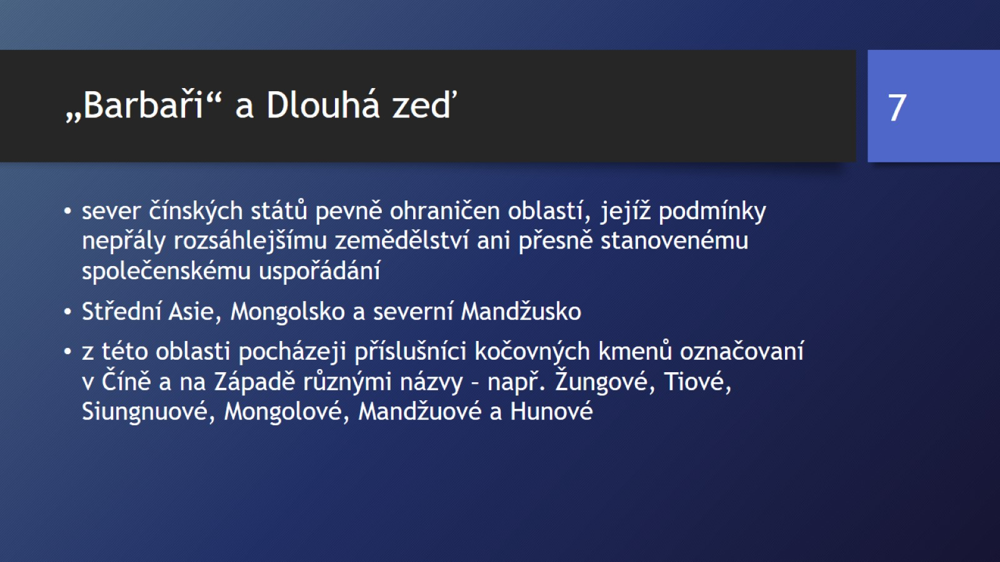 „Barbaři“ a Dlouhá zeď
7
• sever čínských států pevně ohraničen oblastí, jejíž podmínky
nepřály rozsáhlejšímu zemědělství ani přesně stanovenému
společenskému uspořádání
• Střední Asie, Mongolsko a severní Mandžusko
• z této oblasti pocházeji příslušníci kočovných kmenů označovaní
v Číně a na Západě různými názvy – např. Žungové, Tiové,
Siungnuové, Mongolové, Mandžuové a Hunové